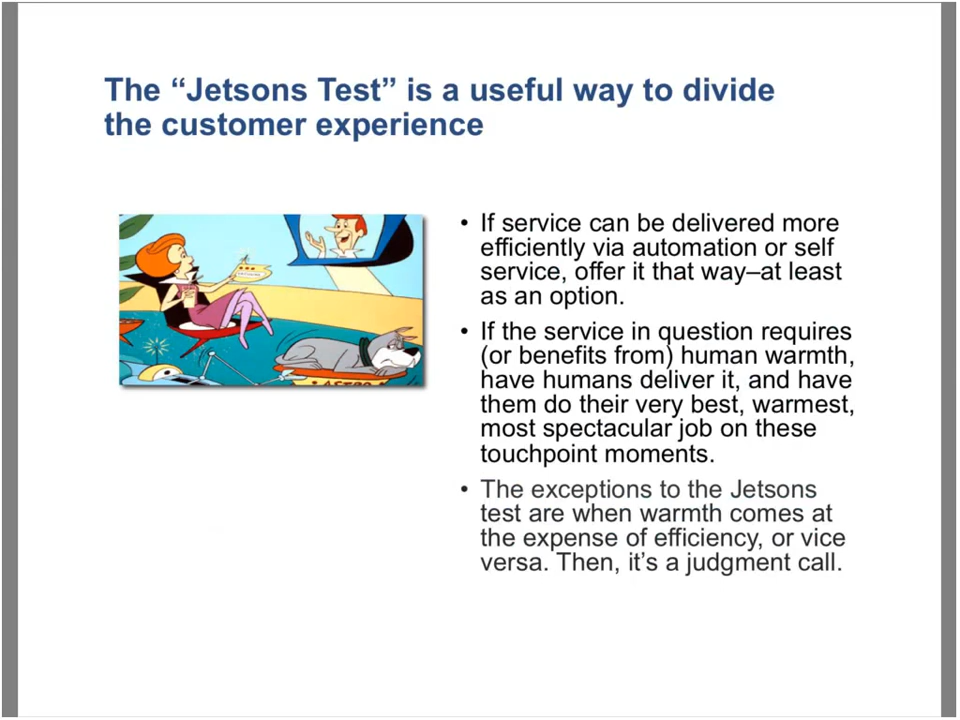 The “Jetsons Test” is a useful way to divide
the customer experience
• If service can be delivered more
efficiently via automation or self
service, offer it that way–at least
as an option.
• If the service in question requires
(or benefits from) human warmth,
have humans deliver it, and have
them do their very best, warmest,
most spectacular job on these
touchpoint moments.
• The exceptions to the Jetsons
test are when warmth comes at
the expense of efficiency, or vice
versa. Then, it’s a judgment call.
ASTRO